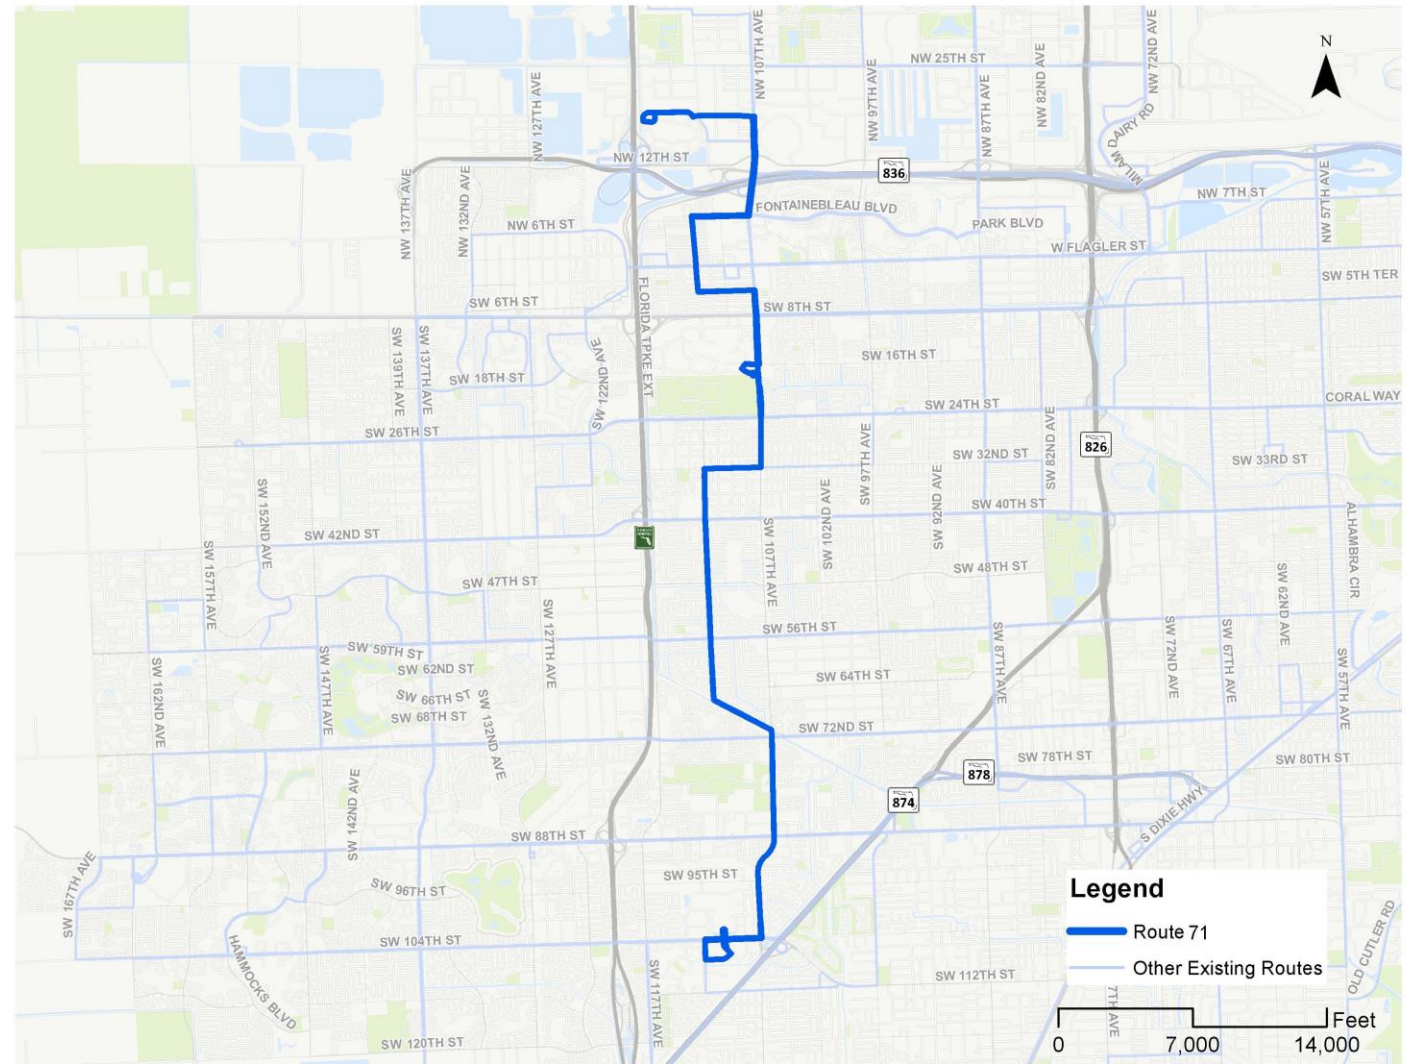 N
NW 25TH ST
NW 107TH AVE
NW 97TH AVE
NW 87TH AVE
NW 82ND AVE
NW 72ND AVE
NW 127TH AVE
MILAM DAIRY RD
NW 12TH ST
836
NW 137TH AVE
NW 132ND AVE
NW 7TH ST
NW 57TH AVE
FONTAINEBLEAU BLVD
NW 6TH ST
PARK BLVD
W FLAGLER ST
SW 5TH TER
FLORIDA TPKE EXT
SW 6TH ST
SW 8TH ST
SW 139TH AVE
SW 137TH AVE
SW 122ND AVE
SW 16TH ST
SW 18TH ST
SW 24TH ST
CORAL WAY
SW 26TH ST
SW 97TH AVE
SW 82ND AVE
826
SW 32ND ST
SW 33RD ST
SW 152ND AVE
SW 102ND AVE
SW 92ND AVE
SW 40TH ST
ALHAMBRA CIR
SW 42ND ST
SW 157TH AVE
SW 107TH AVE
SW 47TH ST
SW 48TH ST
SW 62ND AVE
SW 127TH AVE
SW 56TH ST
SW 87TH AVE
SW 72ND AVE
SW 67TH AVE
SW 59TH ST
SW 62ND ST
SW 162ND AVE
SW 147TH AVE
SW 64TH ST
SW 57TH AVE
SW 66TH ST
SW 68TH ST
SW 132ND AVE
SW 72ND ST
SW 78TH ST
SW 80TH ST
878
874
SW 142ND AVE
S DIXIE HWY
SW 88TH ST
SW 167TH AVE
SW 95TH ST
SW 96TH ST
Legend
Route 71
Other Existing Routes
OLD CUTLER RD
HAMMOCKS BLVD
SW 104TH ST
SW 117TH AVE
SW 112TH ST
7TH AVE
SW 120TH ST
Feet
0 7,000 14,000